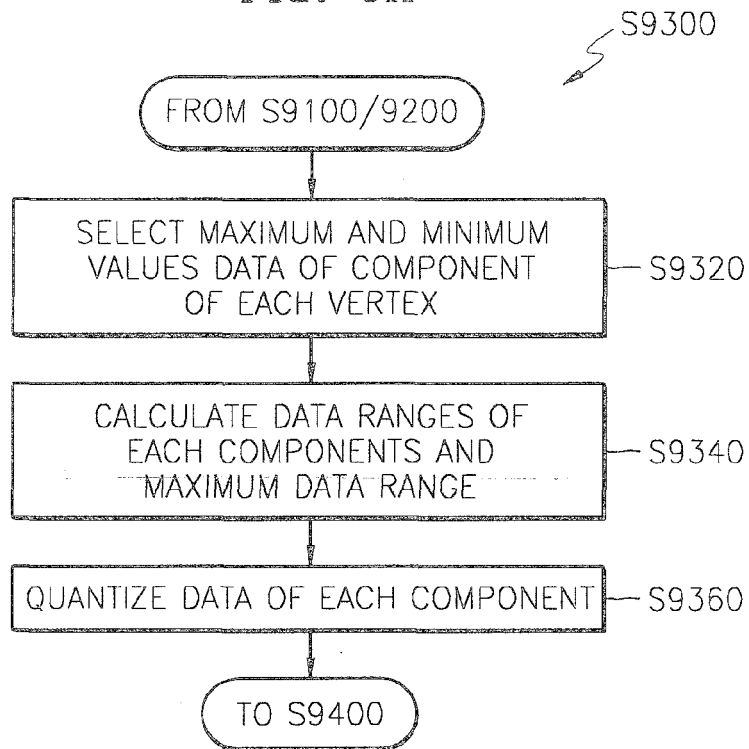 S9300
FROM S9100/9200
SELECT MAXIMUM AND MINIMUM
VALUES DATA OF COMPONENT
OF EACH VERTEX
S9320
CALCULATE DATA RANGES OF
EACH COMPONENTS AND
MAXIMUM DATA RANGE
S9340
QUANTIZE DATA OF EACH COMPONENT
S9360
TO S9400